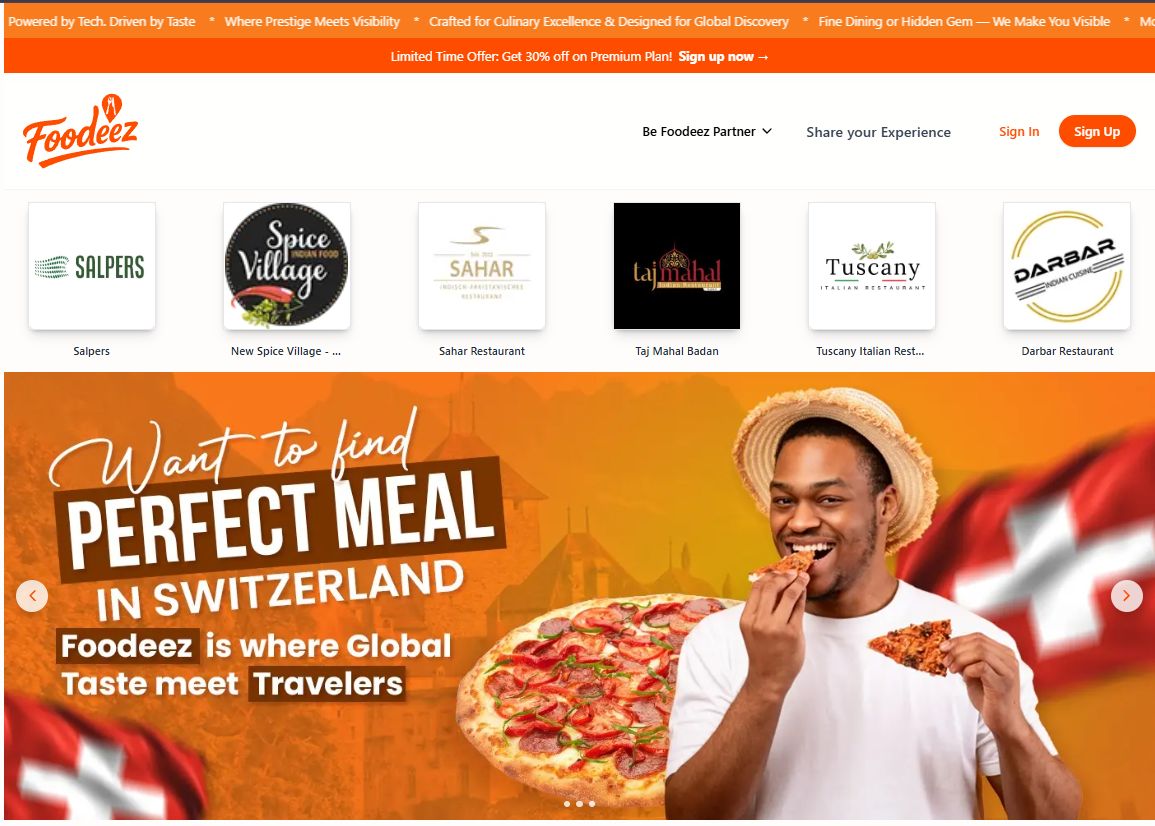 Powered by Tech. Driven by Taste * Where Prestige Meets Visibility * Crafted for Culinary Excellence & Designed for Global Discovery * Fine Dining or Hidden Gem — We Make You Visible * Mo
Limited Time Offer: Get 30% off on Premium Plan! Sign up now →
Foodeez
Be Foodeez Partner
Share your Experience
Sign In
Sign Up
SALPERS
Spice
INDIAN FOOD
Village
SAHAR
INDISCH-PAKISTANISCHES
RESTAURANT
taj mahal
Indian Restaurant
Tuscany
ITALIAN RESTAURANT
DARBAR
INDIAN CUISINE
Salpers
New Spice Village - ...
Sahar Restaurant
Taj Mahal Badan
Tuscany Italian Rest...
Darbar Restaurant
Want to find
PERFECT MEAL
IN SWITZERLAND
Foodeez is where Global
Taste meet Travelers